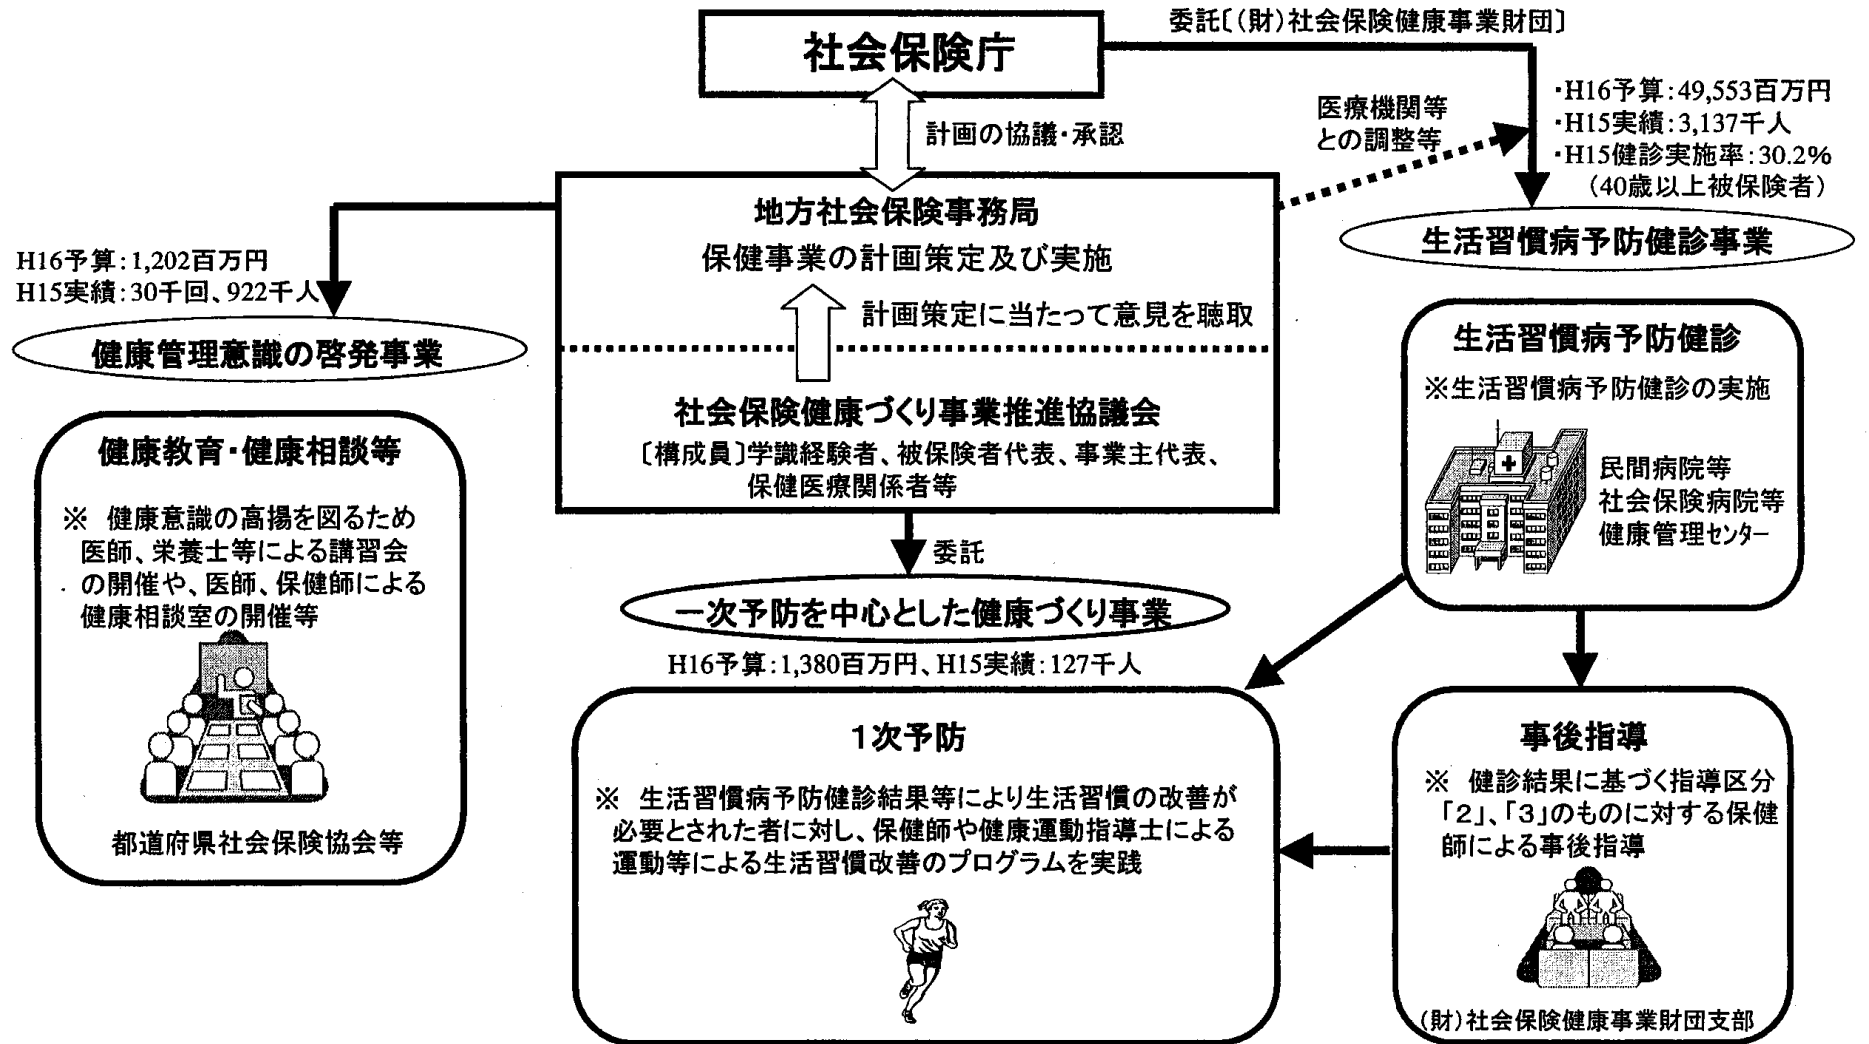 社会保険庁
委託〔(財)社会保険健康事業財団〕
計画の協議・承認
医療機関等
との調整等
・H16予算:49,553百万円
・H15実績:3,137千人
・H15健診実施率:30.2%
(40歳以上被保険者)
生活習慣病予防健診事業
地方社会保険事務局
保健事業の計画策定及び実施
計画策定に当たって意見を聴取
社会保険健康づくり事業推進協議会
〔構成員〕学識経験者、被保険者代表、事業主代表、
保健医療関係者等
H16予算:1,202百万円
H15実績:30千回、922千人
健康管理意識の啓発事業
健康教育・健康相談等
※ 健康意識の高揚を図るため
医師、栄養士等による講習会
の開催や、医師、保健師による
健康相談室の開催等
都道府県社会保険協会等
委託
一次予防を中心とした健康づくり事業
H16予算:1,380百万円、H15実績:127千人
1次予防
※ 生活習慣病予防健診結果等により生活習慣の改善が
必要とされた者に対し、保健師や健康運動指導士による
運動等による生活習慣改善のプログラムを実践
生活習慣病予防健診
※生活習慣病予防健診の実施
民間病院等
社会保険病院等
健康管理センター
事後指導
※ 健診結果に基づく指導区分
「2」、「3」のものに対する保健
師による事後指導
(財)社会保険健康事業財団支部